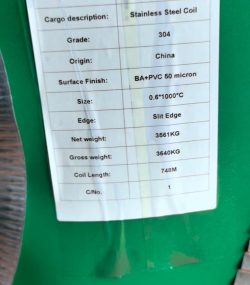 Cargo description: Stainless Steel Coil
Grade: 304
Origin: China
Surface Finish: BA+PVC 50 micron
Size: 0.6*1000*C
Edge: Slit Edge
Net weight: 3561KG
Gross weight: 3640KG
Coil Length: 748M
C/No. 1